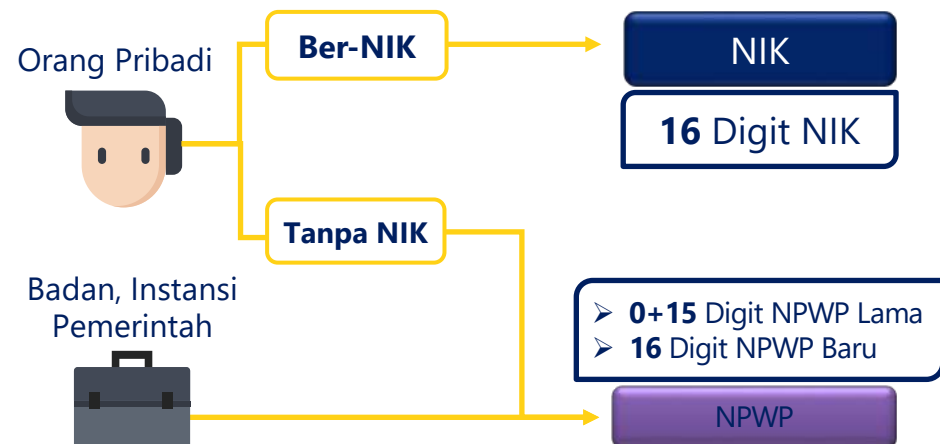 Orang Pribadi
Ber-NIK
NIK
16 Digit NIK
Tanpa NIK
Badan, Instansi
Pemerintah
➢ 0+15 Digit NPWP Lama
➢ 16 Digit NPWP Baru
NPWP